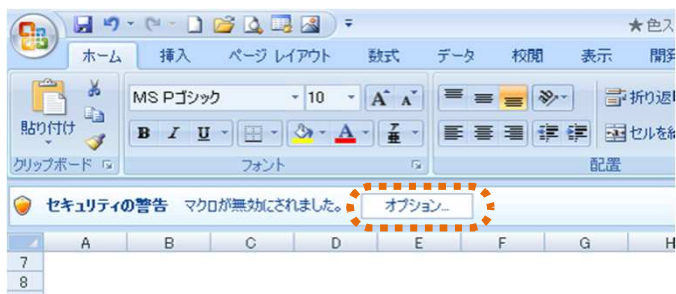 ★色ス
ホーム 挿入 ページ レイアウト 数式 データ 校閲 表示 開発
貼り付け
MS Pゴシック 10 A A
折り返
B I U A ア亜
セルを結
クリップボード フォント 配置
セキュリティの警告 マクロが無効にされました。 オプション...
A B C D E F G H
7
8